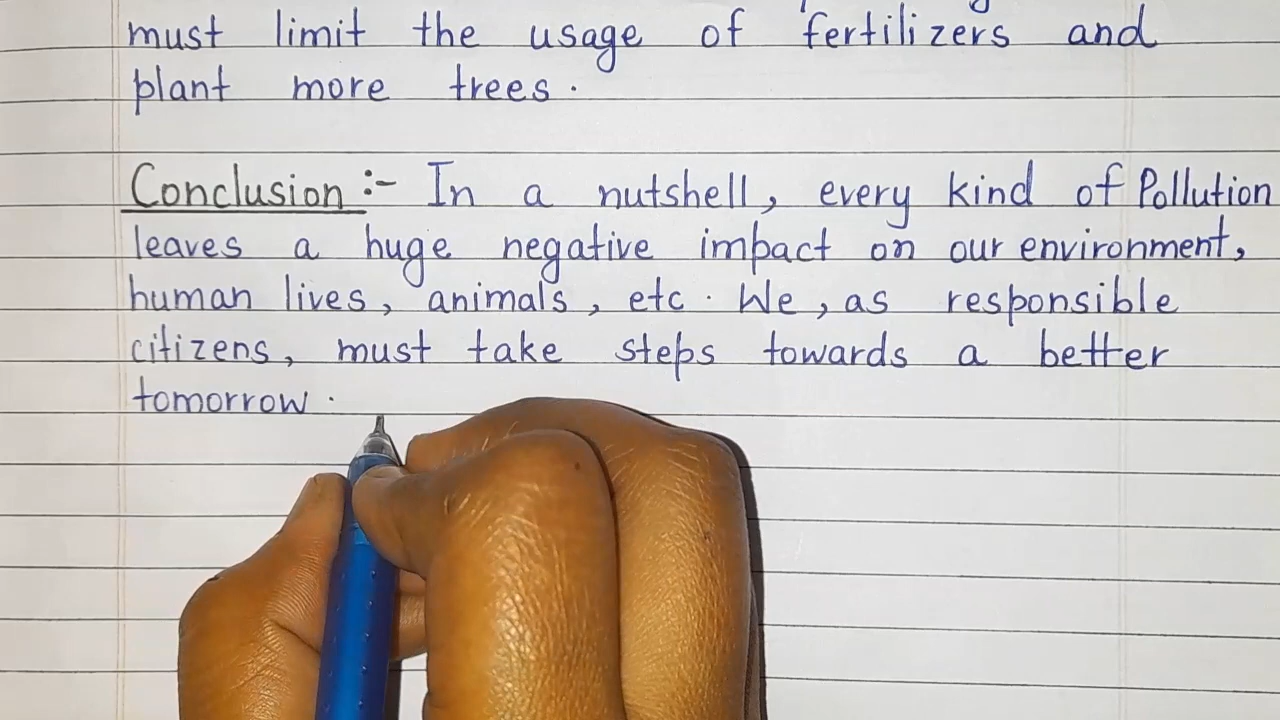 must limit the usage of fertilizers and
plant more trees.
Conclusion :- In a nutshell, every kind of Pollution
leaves a huge negative impact on our environment,
human lives, animals, etc. We, as responsible
citizens, must take steps towards a better
tomorrow.